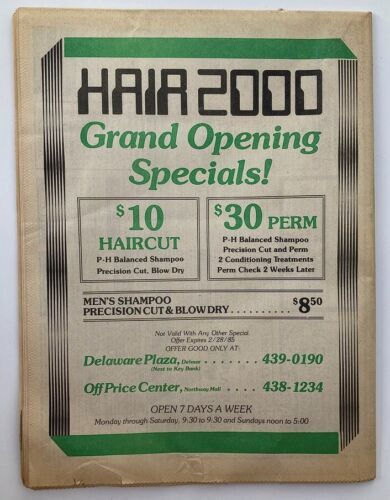 HAIR 2000
Grand Opening
Specials!
$10
HAIRCUT
P-H Balanced Shampoo
Precision Cut, Blow Dry
$30 PERM
P-H Balanced Shampoo
Precision Cut and Perm
2 Conditioning Treatments
Perm Check 2 Weeks Later
MEN'S SHAMPOO
PRECISION CUT & BLOW DRY . . . . . . . . . . $8.50
Not Valid With Any Other Special.
Offer Expires 2/28/85
OFFER GOOD ONLY AT:
Delaware Plaza, Delmar . . . . . . . 439-0190
(Next to Key Bank)
Off Price Center, Northway Mall . . . . 438-1234
OPEN 7 DAYS A WEEK
Monday through Saturday, 9:30 to 9:30 and Sundays noon to 5:00